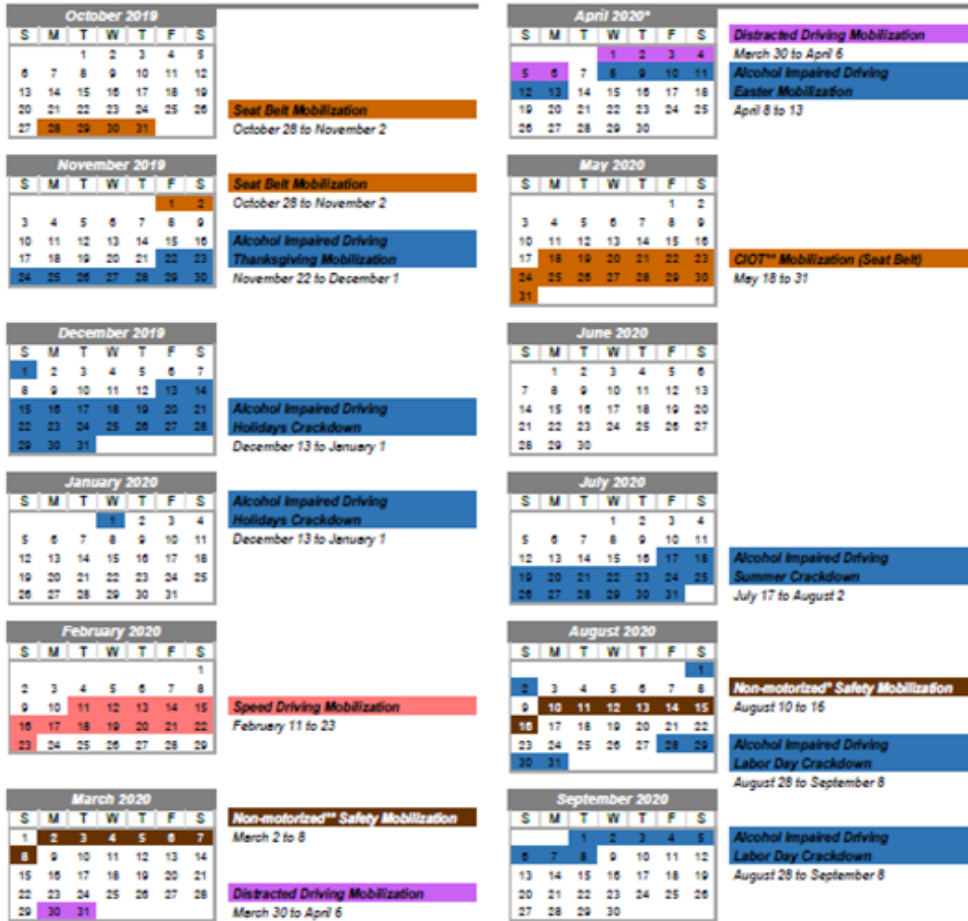 October 2019
S M T W T F S
1 2 3 4 5
6 7 8 9 10 11 12
13 14 15 16 17 18 19
20 21 22 23 24 25 26
27 28 29 30 31
Seat Belt Mobilization
October 28 to November 2
November 2019
S M T W T F S
1 2
3 4 5 6 7 8 9
10 11 12 13 14 15 16
17 18 19 20 21 22 23
24 25 26 27 28 29 30
Seat Belt Mobilization
October 28 to November 2
Alcohol Impaired Driving
Thanksgiving Mobilization
November 22 to December 1
December 2019
S M T W T F S
1 2 3 4 5 6 7
8 9 10 11 12 13 14
15 16 17 18 19 20 21
22 23 24 25 26 27 28
29 30 31
Alcohol Impaired Driving
Holidays Crackdown
December 13 to January 1
January 2020
S M T W T F S
1 2 3 4
5 6 7 8 9 10 11
12 13 14 15 16 17 18
19 20 21 22 23 24 25
26 27 28 29 30 31
Alcohol Impaired Driving
Holidays Crackdown
December 13 to January 1
February 2020
S M T W T F S
1
2 3 4 5 6 7 8
9 10 11 12 13 14 15
16 17 18 19 20 21 22
23 24 25 26 27 28 29
Speed Driving Mobilization
February 11 to 23
March 2020
S M T W T F S
1 2 3 4 5 6 7
8 9 10 11 12 13 14
15 16 17 18 19 20 21
22 23 24 25 26 27 28
29 30 31
Non-motorized** Safety Mobilization
March 2 to 8
Distracted Driving Mobilization
March 30 to April 6
April 2020*
S M T W T F S
1 2 3 4
5 6 7 8 9 10 11
12 13 14 15 16 17 18
19 20 21 22 23 24 25
26 27 28 29 30
Distracted Driving Mobilization
March 30 to April 6
Alcohol Impaired Driving
Easter Mobilization
April 8 to 13
May 2020
S M T W T F S
1 2
3 4 5 6 7 8 9
10 11 12 13 14 15 16
17 18 19 20 21 22 23
24 25 26 27 28 29 30
31
CIOT** Mobilization (Seat Belt)
May 18 to 31
June 2020
S M T W T F S
1 2 3 4 5 6
7 8 9 10 11 12 13
14 15 16 17 18 19 20
21 22 23 24 25 26 27
28 29 30
July 2020
S M T W T F S
1 2 3 4
5 6 7 8 9 10 11
12 13 14 15 16 17 18
19 20 21 22 23 24 25
26 27 28 29 30 31
Alcohol Impaired Driving
Summer Crackdown
July 17 to August 2
August 2020
S M T W T F S
1
2 3 4 5 6 7 8
9 10 11 12 13 14 15
16 17 18 19 20 21 22
23 24 25 26 27 28 29
30 31
Non-motorized* Safety Mobilization
August 10 to 16
Alcohol Impaired Driving
Labor Day Crackdown
August 28 to September 8
September 2020
S M T W T F S
1 2 3 4 5
6 7 8 9 10 11 12
13 14 15 16 17 18 19
20 21 22 23 24 25 26
27 28 29 30
Alcohol Impaired Driving
Labor Day Crackdown
August 28 to September 8